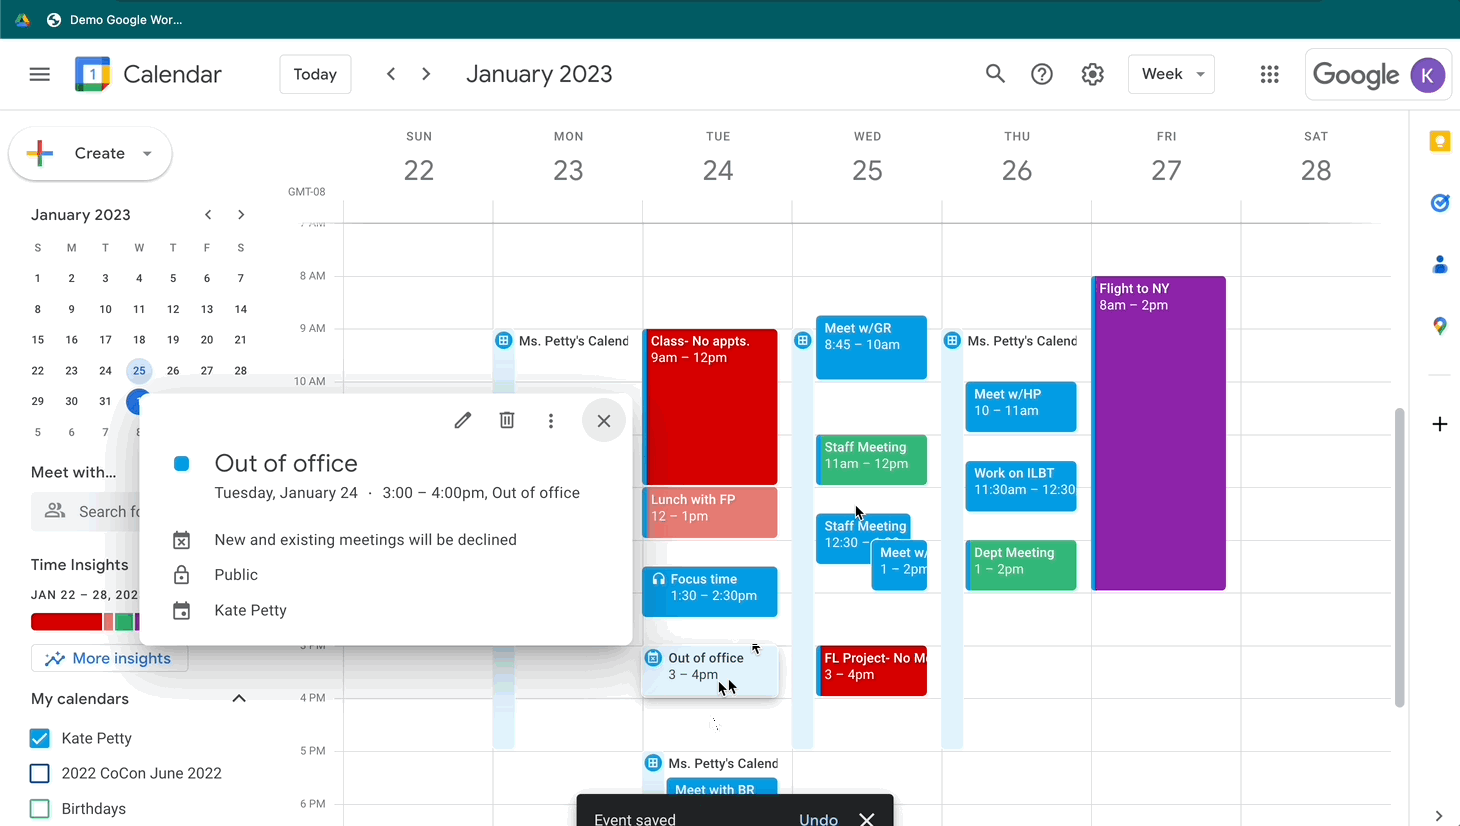 Demo Google Wor...
Calendar
Today
January 2023
Week
Google
K
Create
GMT-08
SUN
22
MON
23
TUE
24
WED
25
THU
26
FRI
27
SAT
28
January 2023
S M T W T F S
1 2 3 4 5 6 7
8 9 10 11 12 13 14
15 16 17 18 19 20 21
22 23 24 25 26 27 28
29 30 31
5 6 7 8
Meet with...
Search fo
Time Insights
JAN 22 – 28, 202
More insights
My calendars
Kate Petty
2022 CoCon June 2022
Birthdays
7 AM
8 AM
9 AM
10 AM
3 PM
4 PM
5 PM
6 PM
Out of office
Tuesday, January 24 · 3:00 – 4:00pm, Out of office
New and existing meetings will be declined
Public
Kate Petty
Ms. Petty's Calend
Class- No appts.
9am – 12pm
Lunch with FP
12 – 1pm
Focus time
1:30 – 2:30pm
Out of office
3 – 4pm
Ms. Petty's Calend
Meet with BR
Meet w/GR
8:45 – 10am
Staff Meeting
11am – 12pm
Staff Meeting
12:30 –
Meet w/
1 – 2pm
FL Project- No M
3 – 4pm
Ms. Petty's Calend
Meet w/HP
10 – 11am
Work on ILBT
11:30am – 12:30
Dept Meeting
1 – 2pm
Flight to NY
8am – 2pm
Event saved
Undo